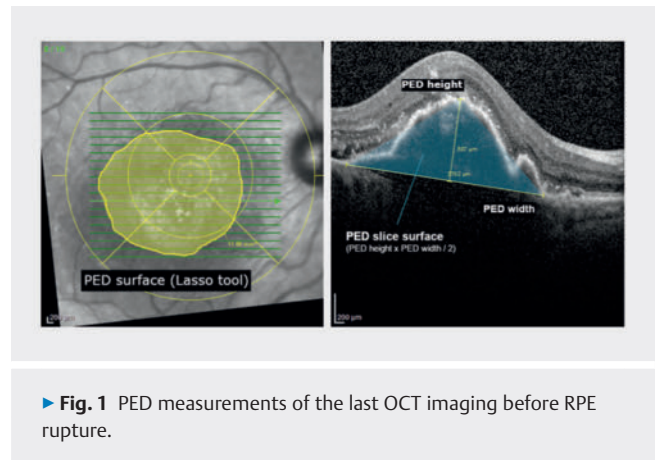 PED surface (Lasso tool)
200 µm
PED height
PED width
PED slice surface
(PED height x PED width / 2)
200 µm
▶ Fig. 1 PED measurements of the last OCT imaging before RPE
rupture.